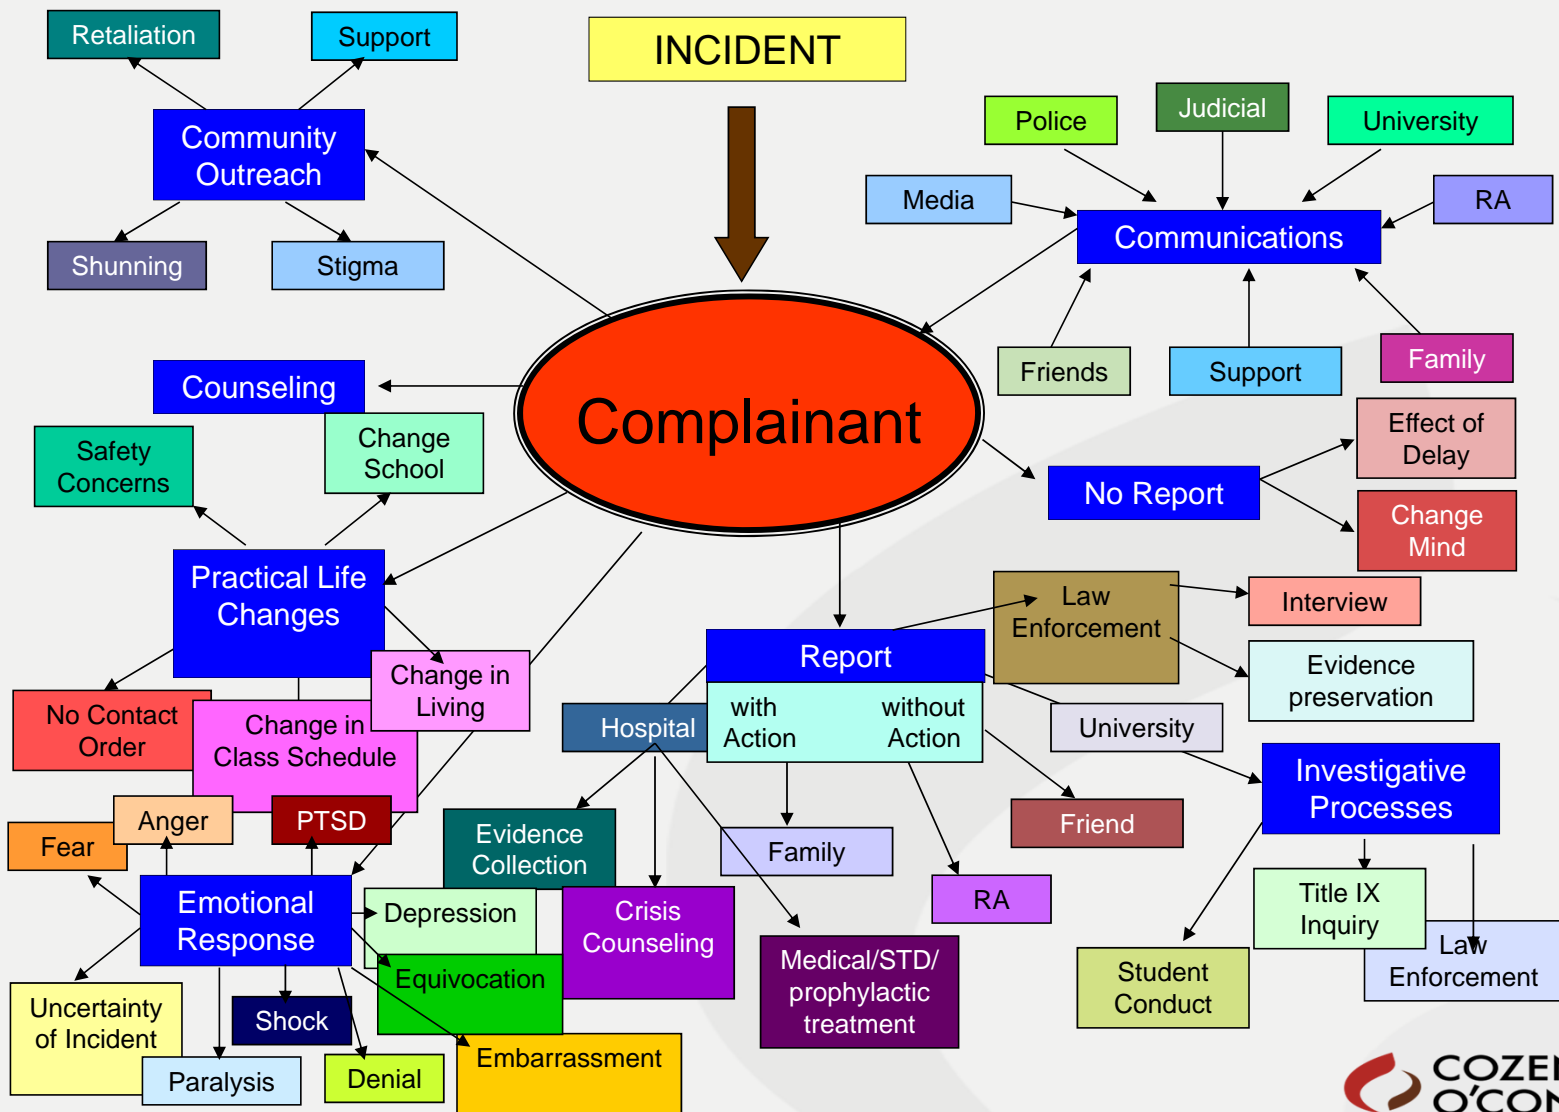 INCIDENT
Retaliation
Support
Community
Outreach
Shunning
Stigma
Police
Judicial
University
Media
RA
Communications
Friends
Support
Family
Complainant
Counseling
Safety
Concerns
Change
School
Practical Life
Changes
No Contact
Order
Change in
Class Schedule
Change in
Living
No Report
Effect of
Delay
Change
Mind
Report
with
Action
without
Action
Law
Enforcement
Interview
Evidence
preservation
Hospital
University
Evidence
Collection
Crisis
Counseling
Medical/STD/
prophylactic
treatment
Family
RA
Friend
Investigative
Processes
Student
Conduct
Title IX
Inquiry
Law
Enforcement
Emotional
Response
Fear
Anger
PTSD
Depression
Equivocation
Embarrassment
Denial
Shock
Paralysis
Uncertainty
of Incident
COZEN
O'CON